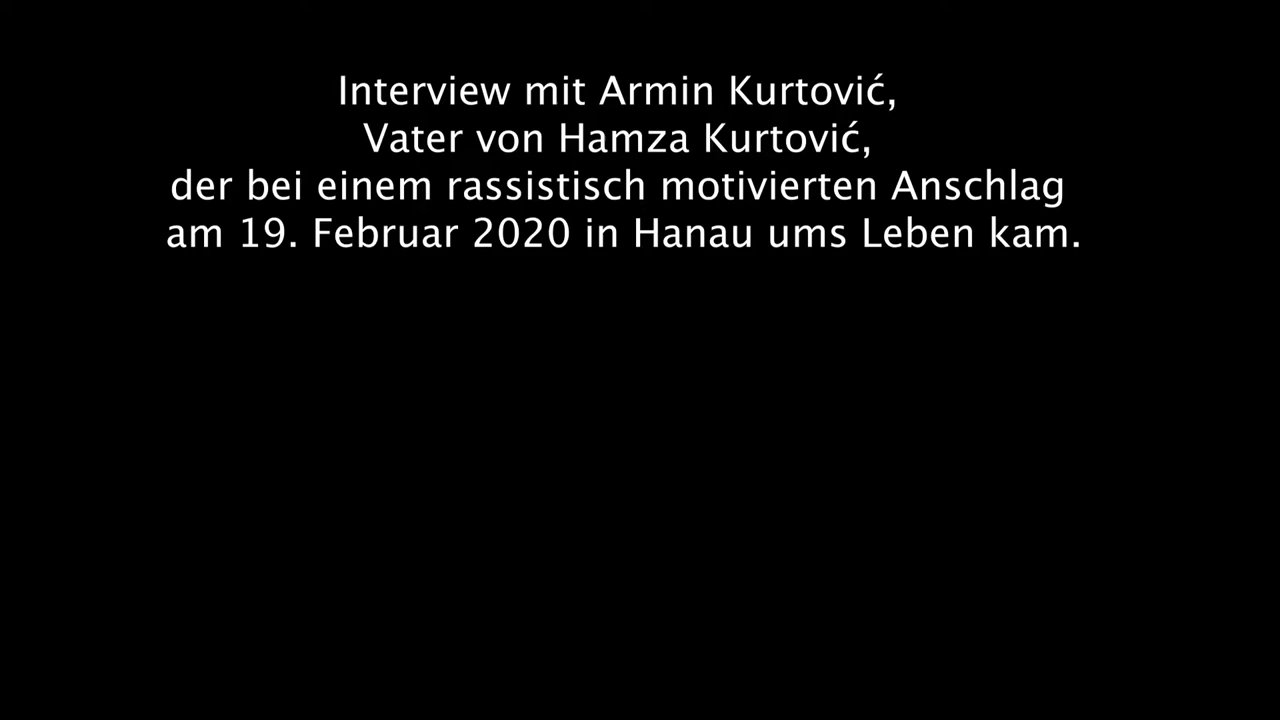 Interview mit Armin Kurtović,
Vater von Hamza Kurtović,
der bei einem rassistisch motivierten Anschlag
am 19. Februar 2020 in Hanau ums Leben kam.